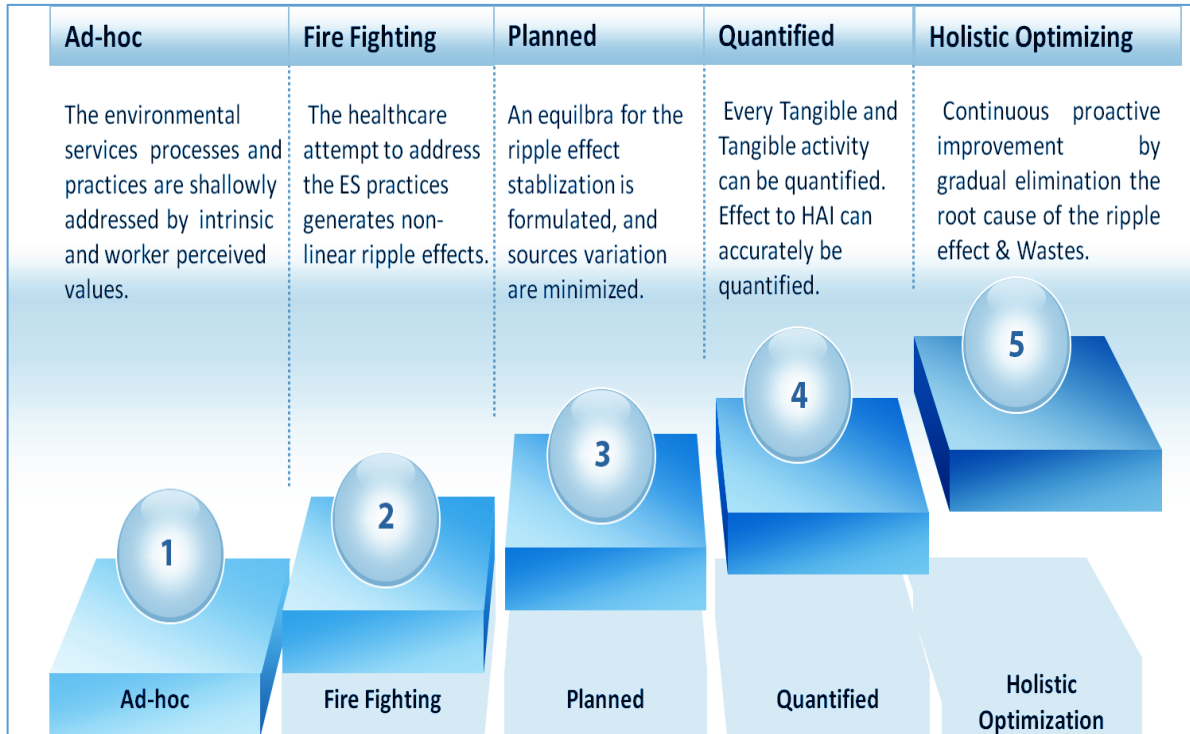 Ad-hoc
Fire Fighting
Planned
Quantified
Holistic Optimizing
The environmental
services processes and
practices are shallowly
addressed by intrinsic
and worker perceived
values.
The healthcare
attempt to address
the ES practices
generates non-
linear ripple effects.
An equilbra for the
ripple effect
stablization is
formulated, and
sources variation
are minimized.
Every Tangible and
Tangible activity
can be quantified.
Effect to HAI can
accurately be
quantified.
Continuous proactive
improvement by
gradual elimination the
root cause of the ripple
effect & Wastes.
1
2
3
4
5
Ad-hoc
Fire Fighting
Planned
Quantified
Holistic
Optimization